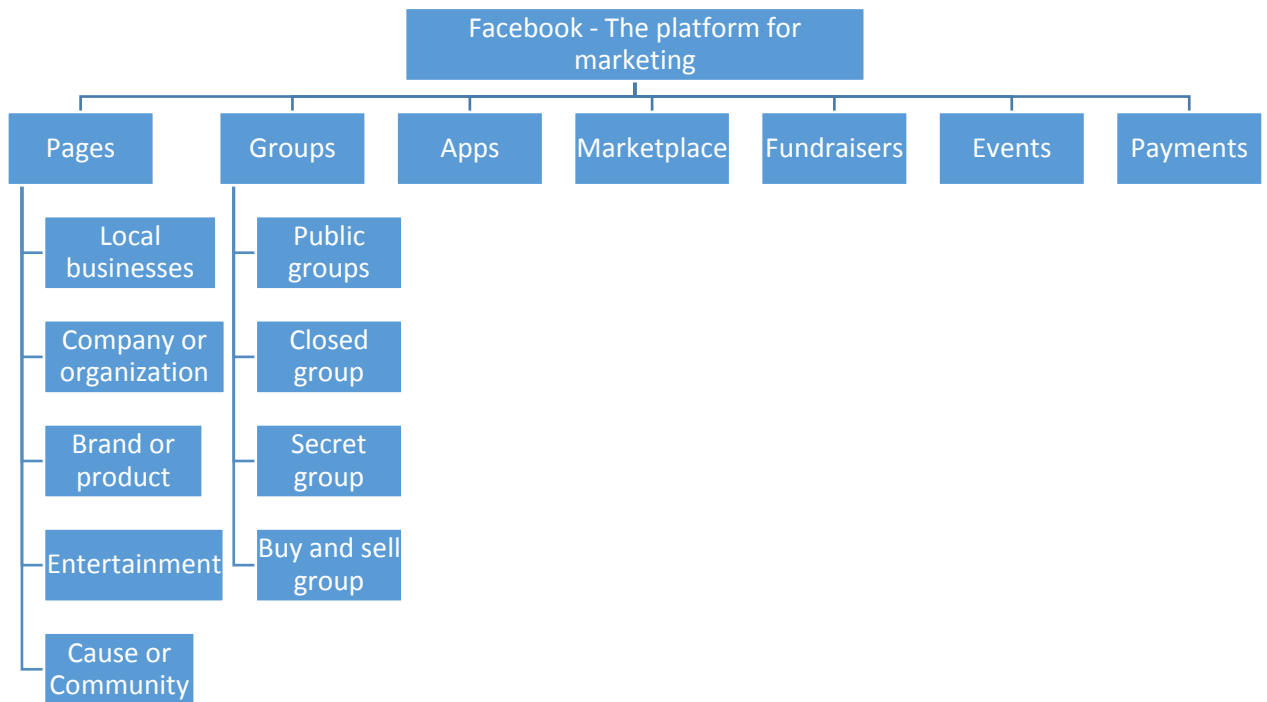 Facebook - The platform for
marketing
Pages
Groups
Apps
Marketplace
Fundraisers
Events
Payments
Local
businesses
Company or
organization
Brand or
product
Entertainment
Cause or
Community
Public
groups
Closed
group
Secret
group
Buy and sell
group